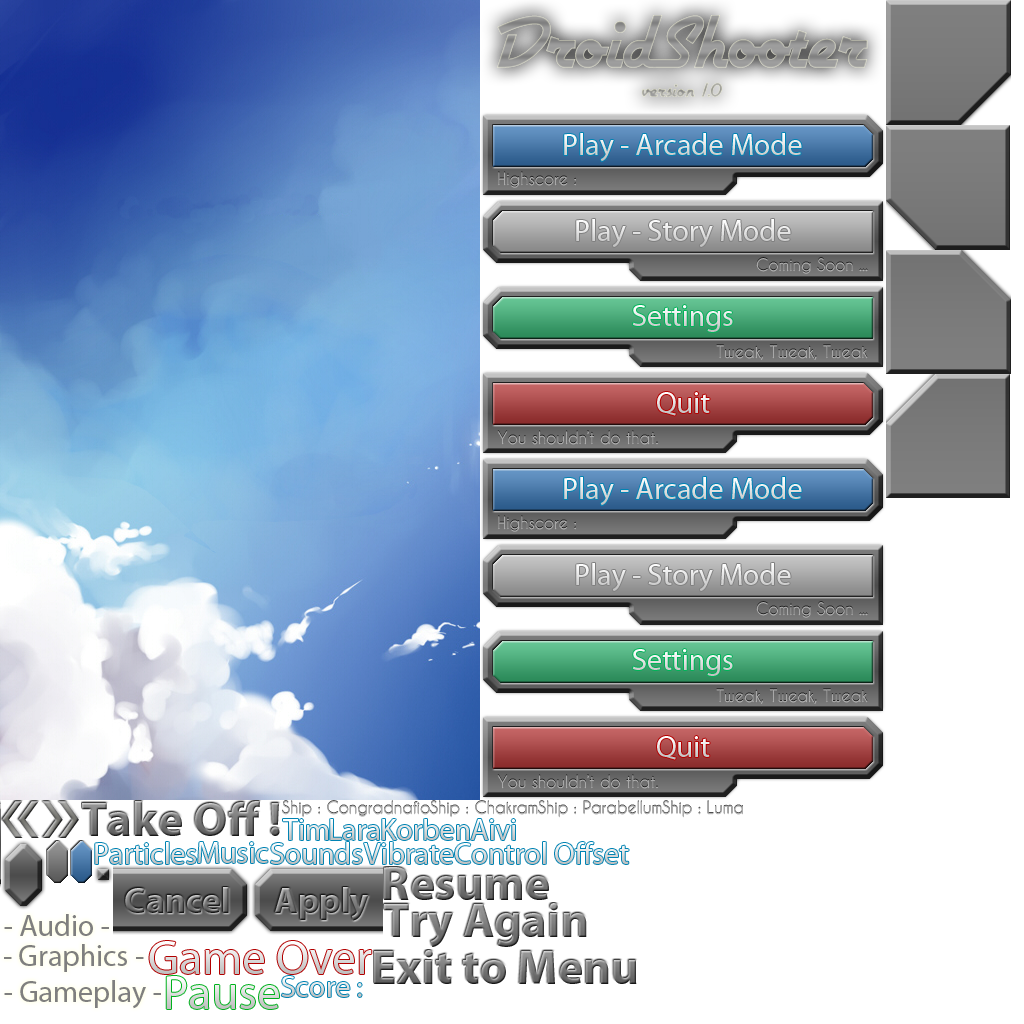 DroidShooter
version 1.0
Play - Arcade Mode
Highscore :
Play - Story Mode
Coming Soon ...
Settings
Tweak, Tweak, Tweak
Quit
You shouldn't do that.
Play - Arcade Mode
Highscore :
Play - Story Mode
Coming Soon ...
Settings
Tweak, Tweak, Tweak
Quit
You shouldn't do that.
Take Off !
Ship : CongradnafloShip : ChakramShip : ParabellumShip : Luma
TimLaraKorbenAivi
ParticlesMusicSoundsVibrateControl Offset
Cancel
Apply
Resume
Try Again
- Audio -
- Graphics -
Game Over
Exit to Menu
- Gameplay -
Pause
Score :